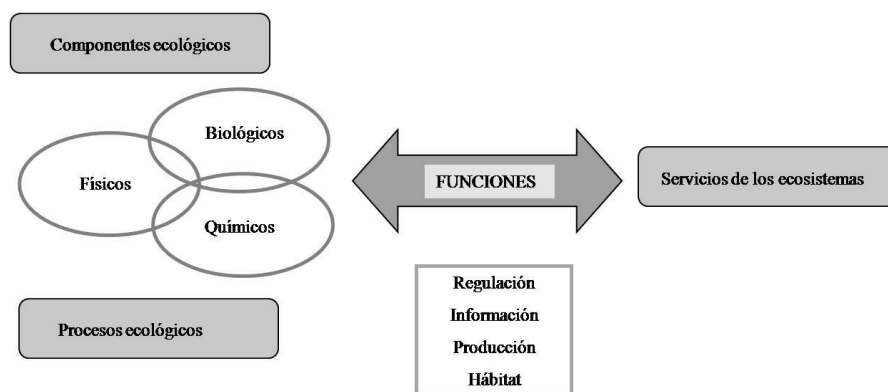 Componentes ecológicos
Biológicos
Físicos
Químicos
Procesos ecológicos
FUNCIONES
Regulación
Información
Producción
Hábitat
Servicios de los ecosistemas